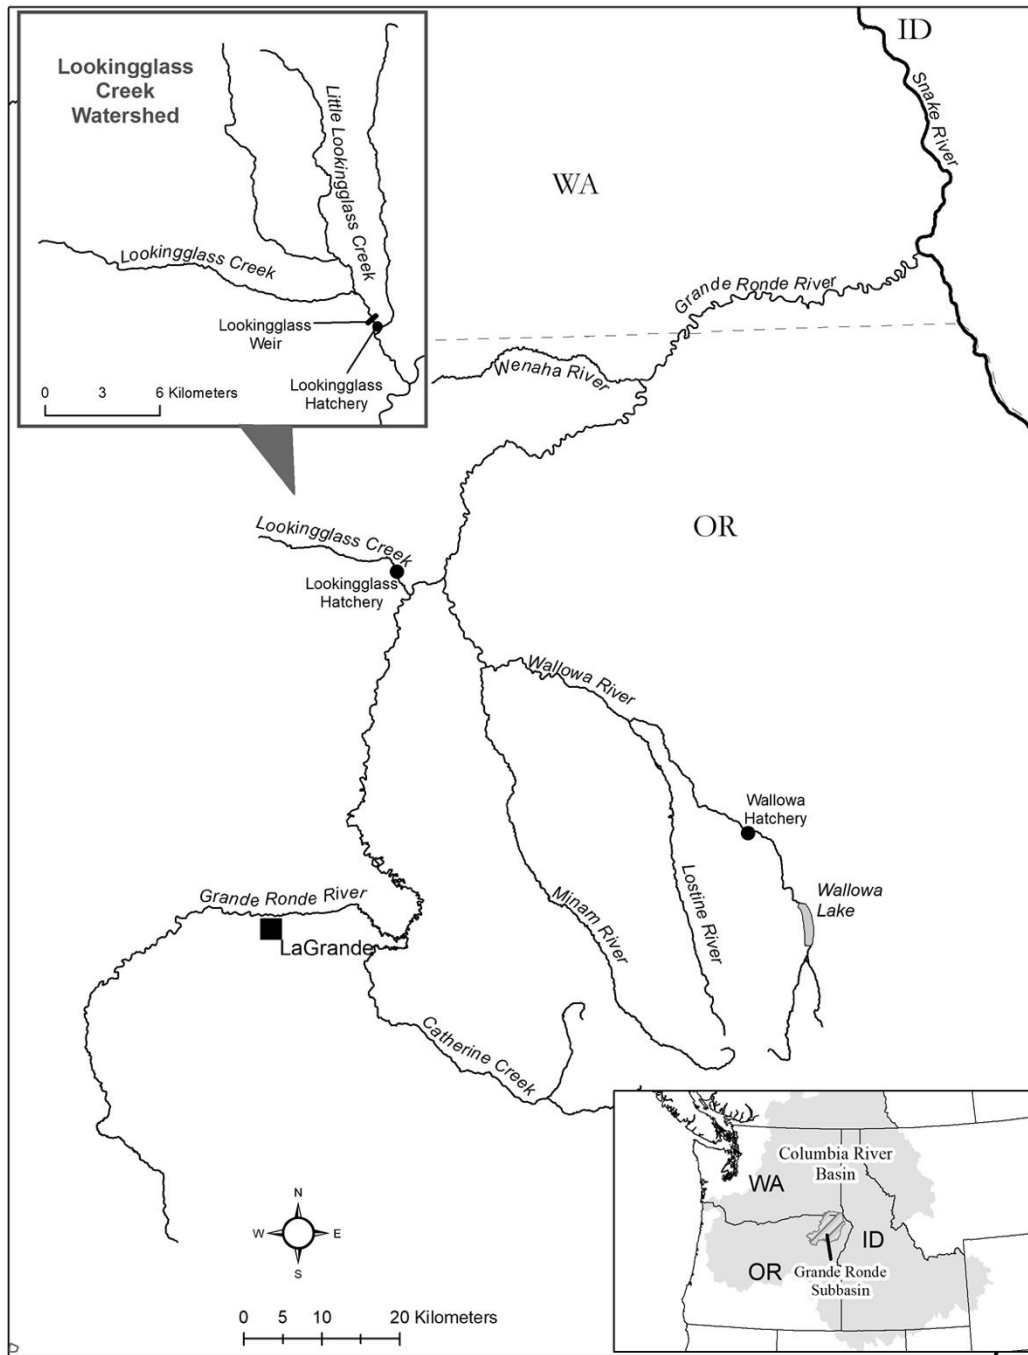 Lookingglass
Creek
Watershed
Little Lookingglass Creek
Lookingglass Creek
Lookingglass
Weir
Lookingglass
Hatchery
0 3 6 Kilometers
ID
Snake River
WA
Grande Ronde River
Wenaha River
OR
Lookingglass Creek
Lookingglass
Hatchery
Wallowa River
Wallowa
Hatchery
Wallowa
Lake
Lostine River
Minam River
Grande Ronde River
LaGrande
Catherine Creek
N
W E
S
0 5 10 20 Kilometers
Columbia River
Basin
WA
ID
OR
Grande Ronde
Subbasin